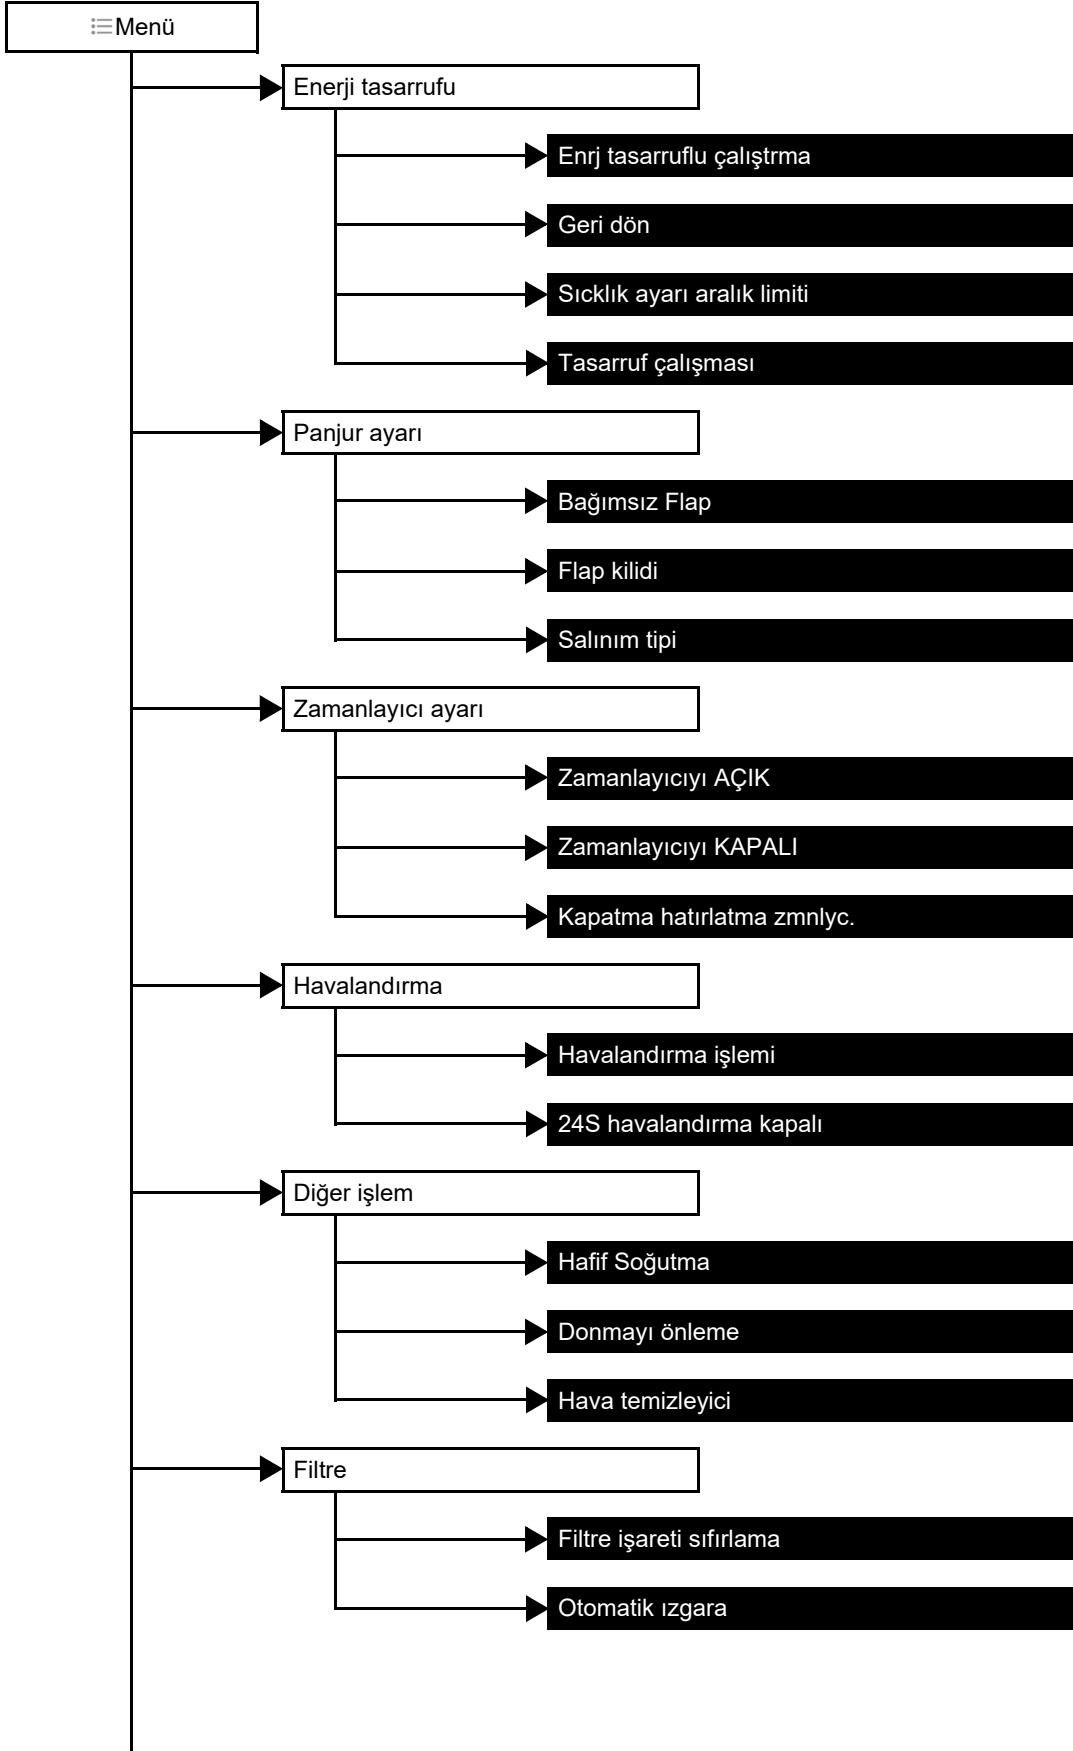 Menü
Enerji tasarrufu
Enrj tasarruflu çalıştrma
Geri dön
Sıcklık ayarı aralık limiti
Tasarruf çalışması
Panjur ayarı
Bağımsız Flap
Flap kilidi
Salınım tipi
Zamanlayıcı ayarı
Zamanlayıcıyı AÇIK
Zamanlayıcıyı KAPALI
Kapatma hatırlatma zmnlyc.
Havalandırma
Havalandırma işlemi
24S havalandırma kapalı
Diğer işlem
Hafif Soğutma
Donmayı önleme
Hava temizleyici
Filtre
Filtre işareti sıfırlama
Otomatik ızgara